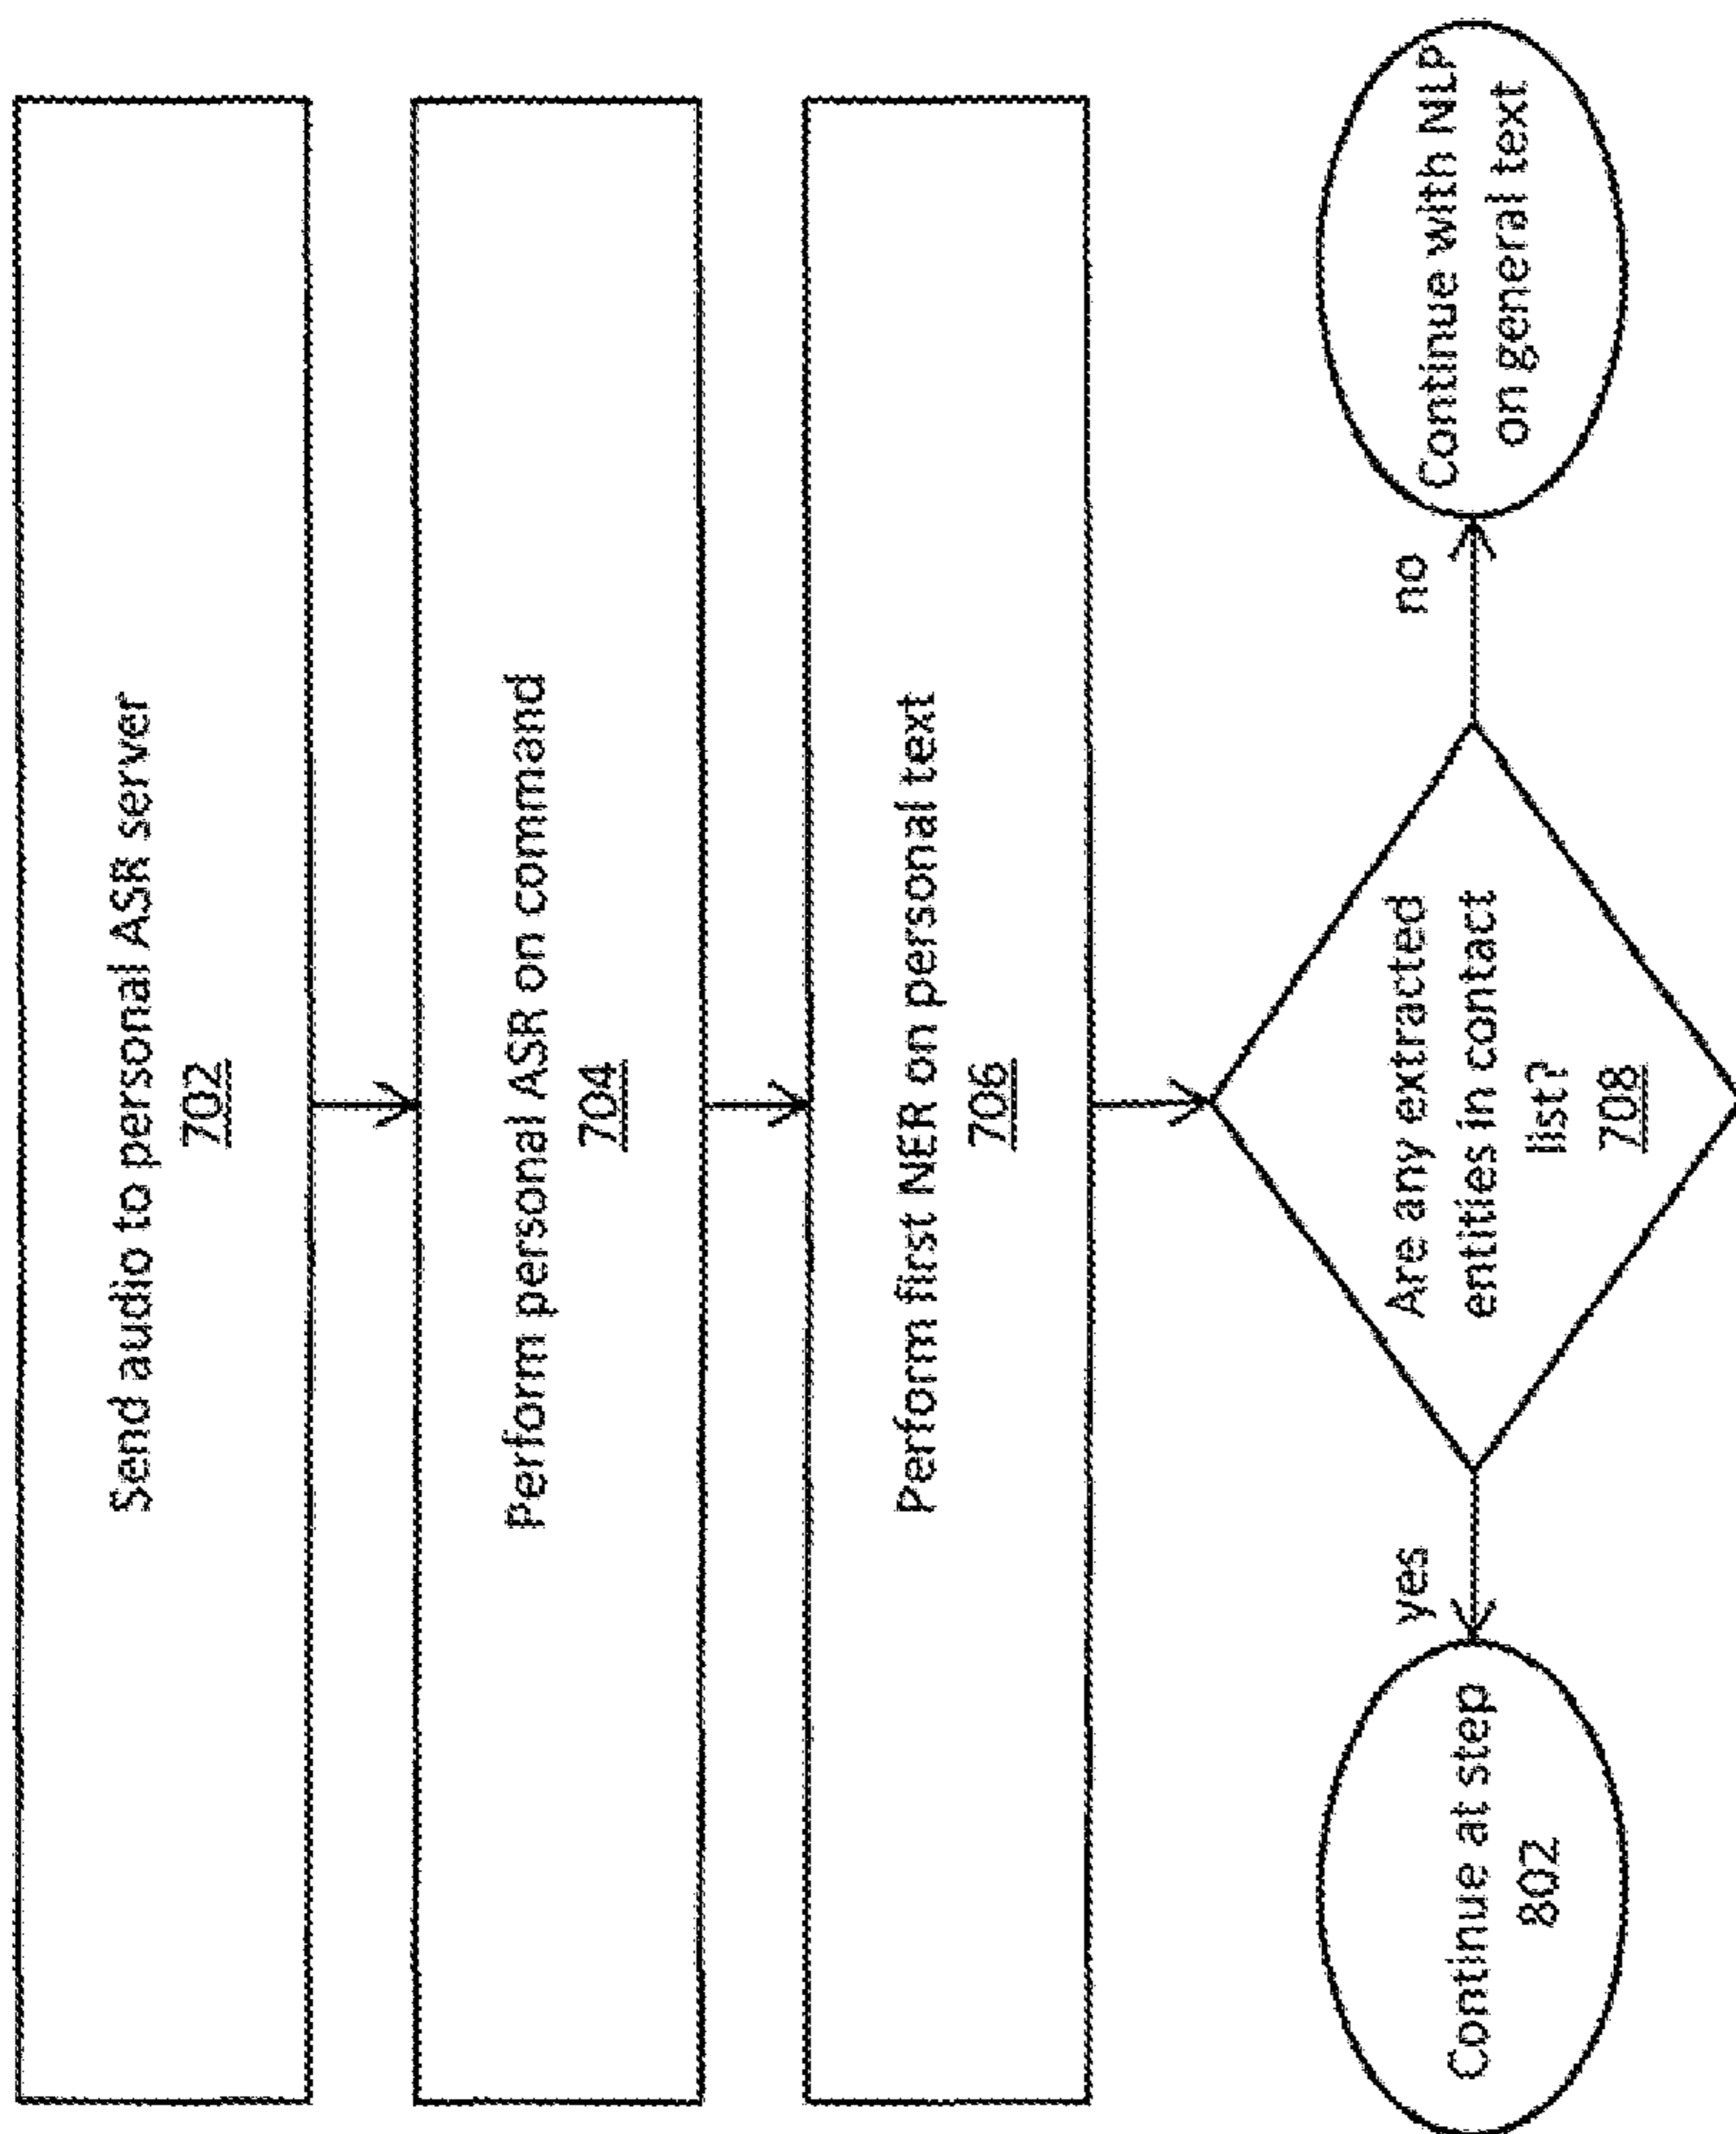 Send audio to personal ASR server
702
Perform personal ASR on command
704
Perform first NER on personal text
706
Are any extracted
entities in contact
list?
708
yes
no
Continue at step
802
Continue with NLP
on general text